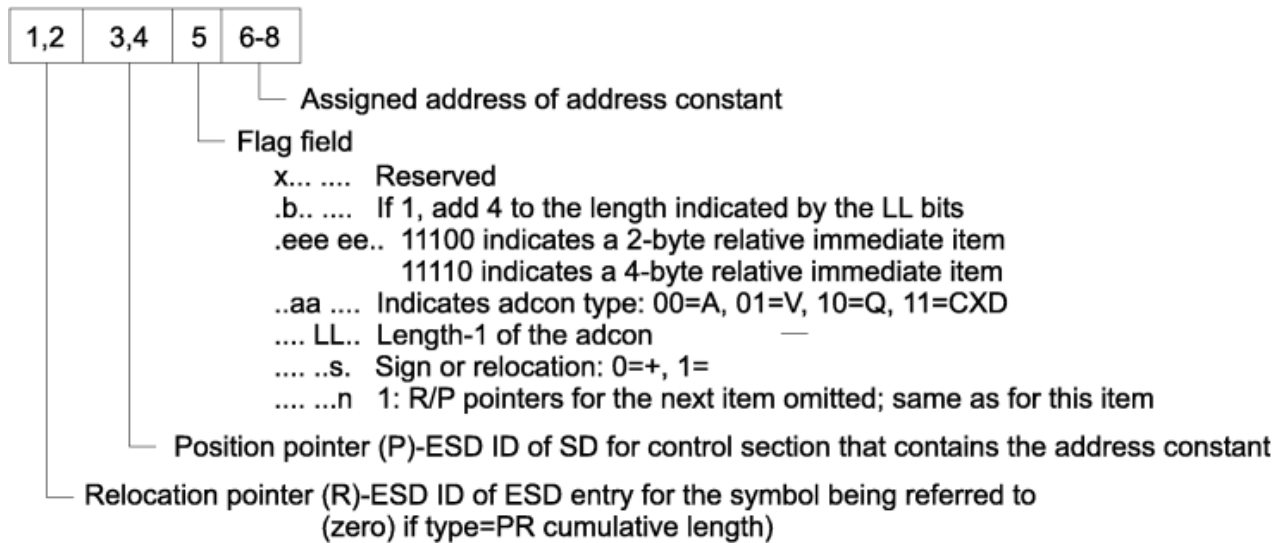 1,2 3,4 5 6-8
Assigned address of address constant
Flag field
x... .... Reserved
.b.. .... If 1, add 4 to the length indicated by the LL bits
.eee ee.. 11100 indicates a 2-byte relative immediate item
11110 indicates a 4-byte relative immediate item
..aa .... Indicates adcon type: 00=A, 01=V, 10=Q, 11=CXD
.... LL.. Length-1 of the adcon —
.... ..s. Sign or relocation: 0=+, 1=
.... ...n 1: R/P pointers for the next item omitted; same as for this item
Position pointer (P)-ESD ID of SD for control section that contains the address constant
Relocation pointer (R)-ESD ID of ESD entry for the symbol being referred to
(zero) if type=PR cumulative length)